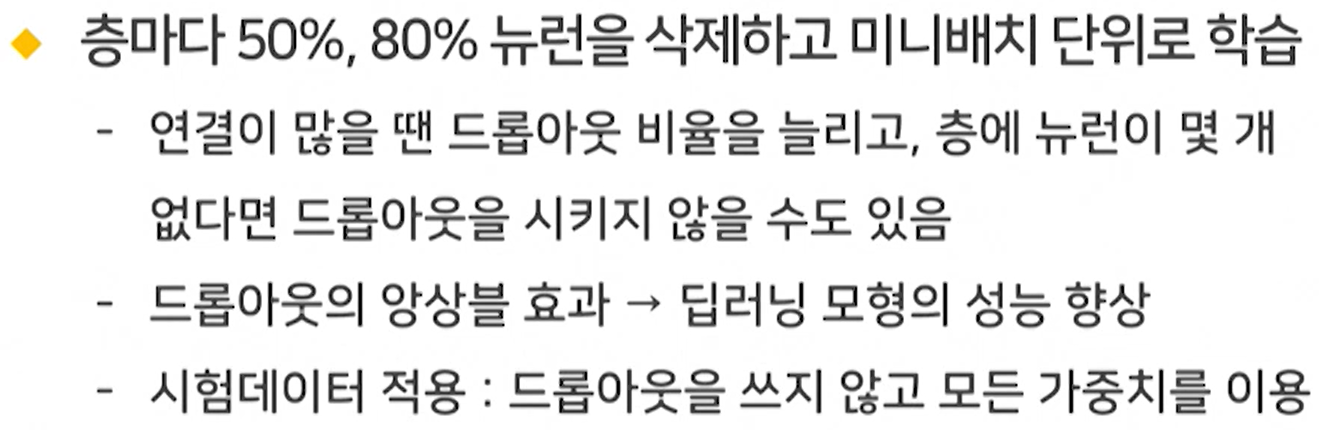 ◆ 층마다 50%, 80% 뉴런을 삭제하고 미니배치 단위로 학습
- 연결이 많을 땐 드롭아웃 비율을 늘리고, 층에 뉴런이 몇 개
없다면 드롭아웃을 시키지 않을 수도 있음
- 드롭아웃의 앙상블 효과 → 딥러닝 모형의 성능 향상
- 시험데이터 적용 : 드롭아웃을 쓰지 않고 모든 가중치를 이용